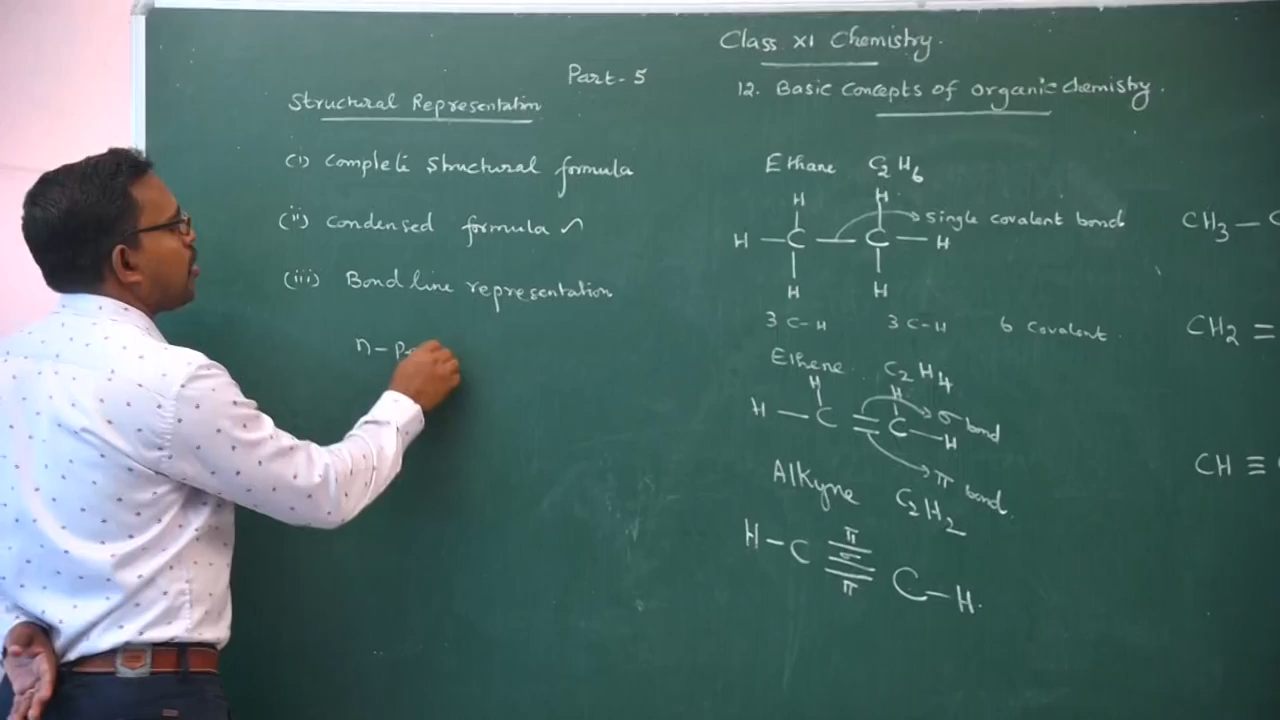 Class XI Chemistry.
Part-5
12. Basic Concepts of organic chemistry.
Structural Representation
(i) Complete Structural formula
(ii) Condensed formula
(iii) Bond line representation
n-pe
Ethane C2H6
H H
H — C — C — H
single covalent bond
H H
3 C-H 3 C-H 6 Covalent.
Ethene C2H4
H H
H — C = C — H
σ bond
π bond
Alkyne C2H2
π
H - C ≡ C - H.
σ
π
CH3 — C
CH2 =
CH ≡